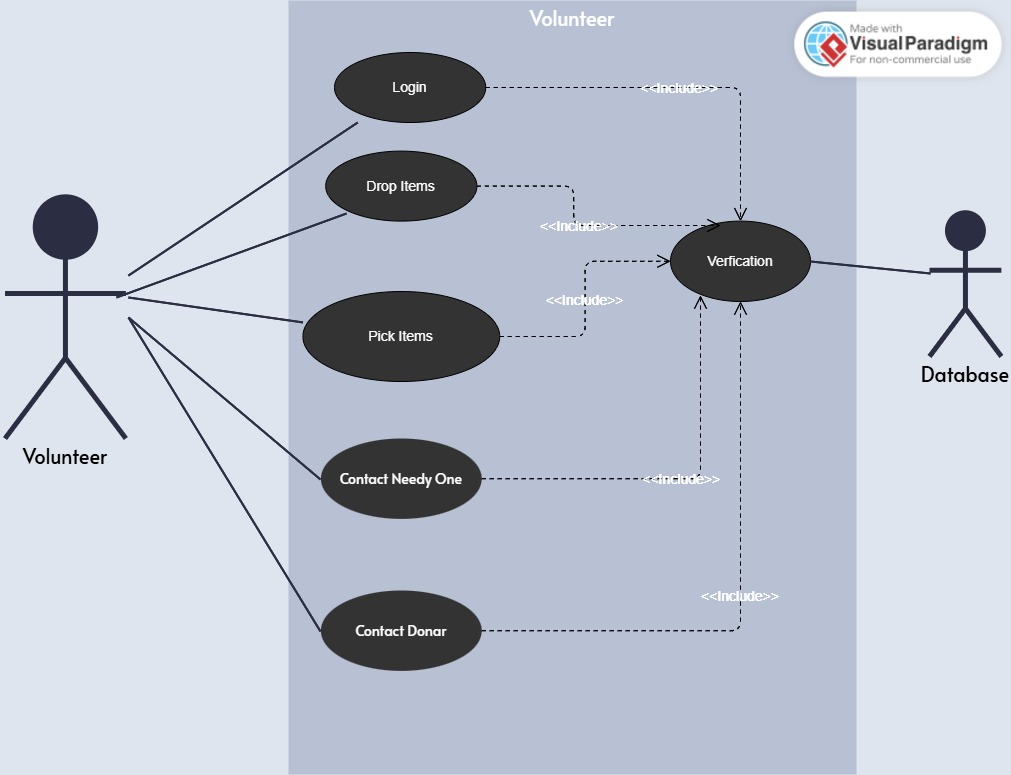 Volunteer
Made with
Visual Paradigm
For non-commercial use
Login
<<Include>>
Drop Items
<<Include>>
Verfication
<<Include>>
Pick Items
Database
Volunteer
Contact Needy One
<<Include>>
<<Include>>
Contact Donar